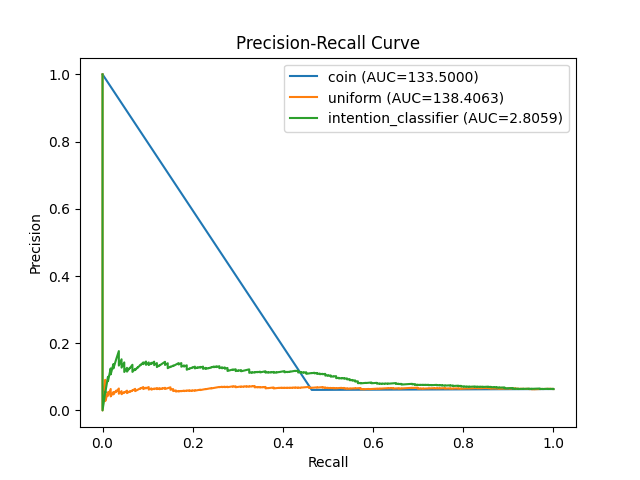 Precision-Recall Curve
coin (AUC=133.5000)
uniform (AUC=138.4063)
intention_classifier (AUC=2.8059)
1.0
0.8
0.6
0.4
0.2
0.0
Precision
0.0 0.2 0.4 0.6 0.8 1.0
Recall